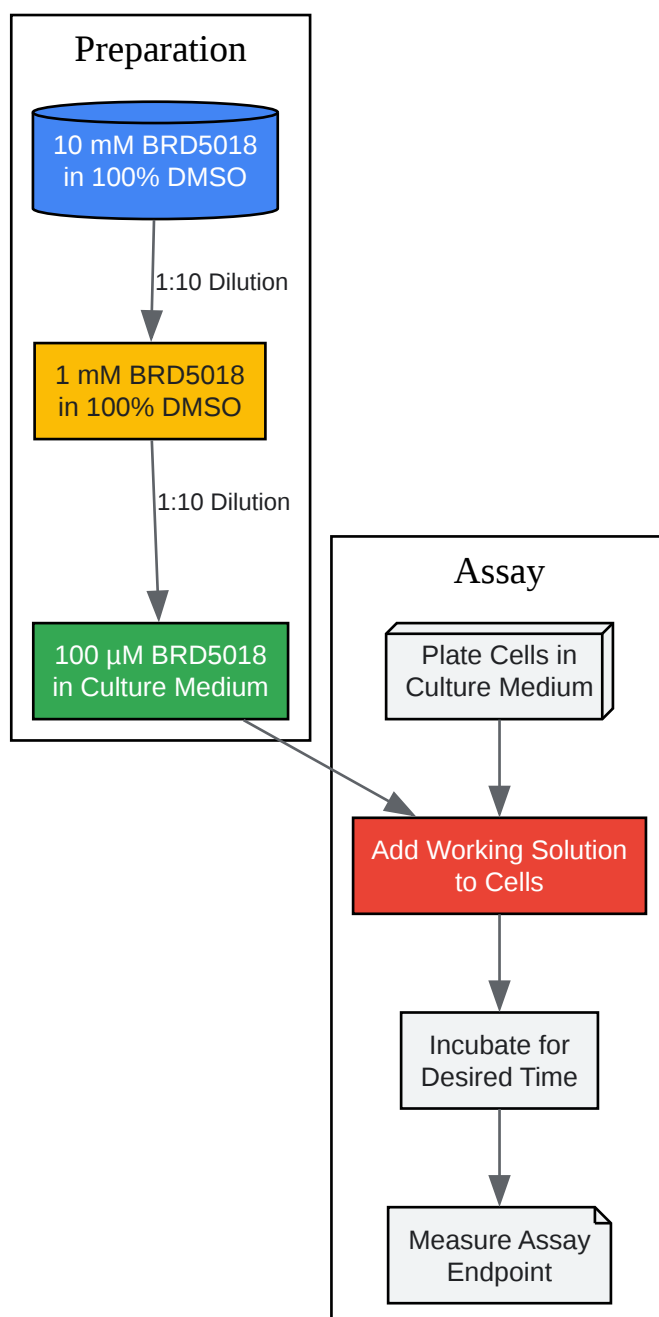 Preparation
10 mM BRD5018
in 100% DMSO
1:10 Dilution
1 mM BRD5018
in 100% DMSO
1:10 Dilution
100 µM BRD5018
in Culture Medium
Assay
Plate Cells in
Culture Medium
Add Working Solution
to Cells
Incubate for
Desired Time
Measure Assay
Endpoint